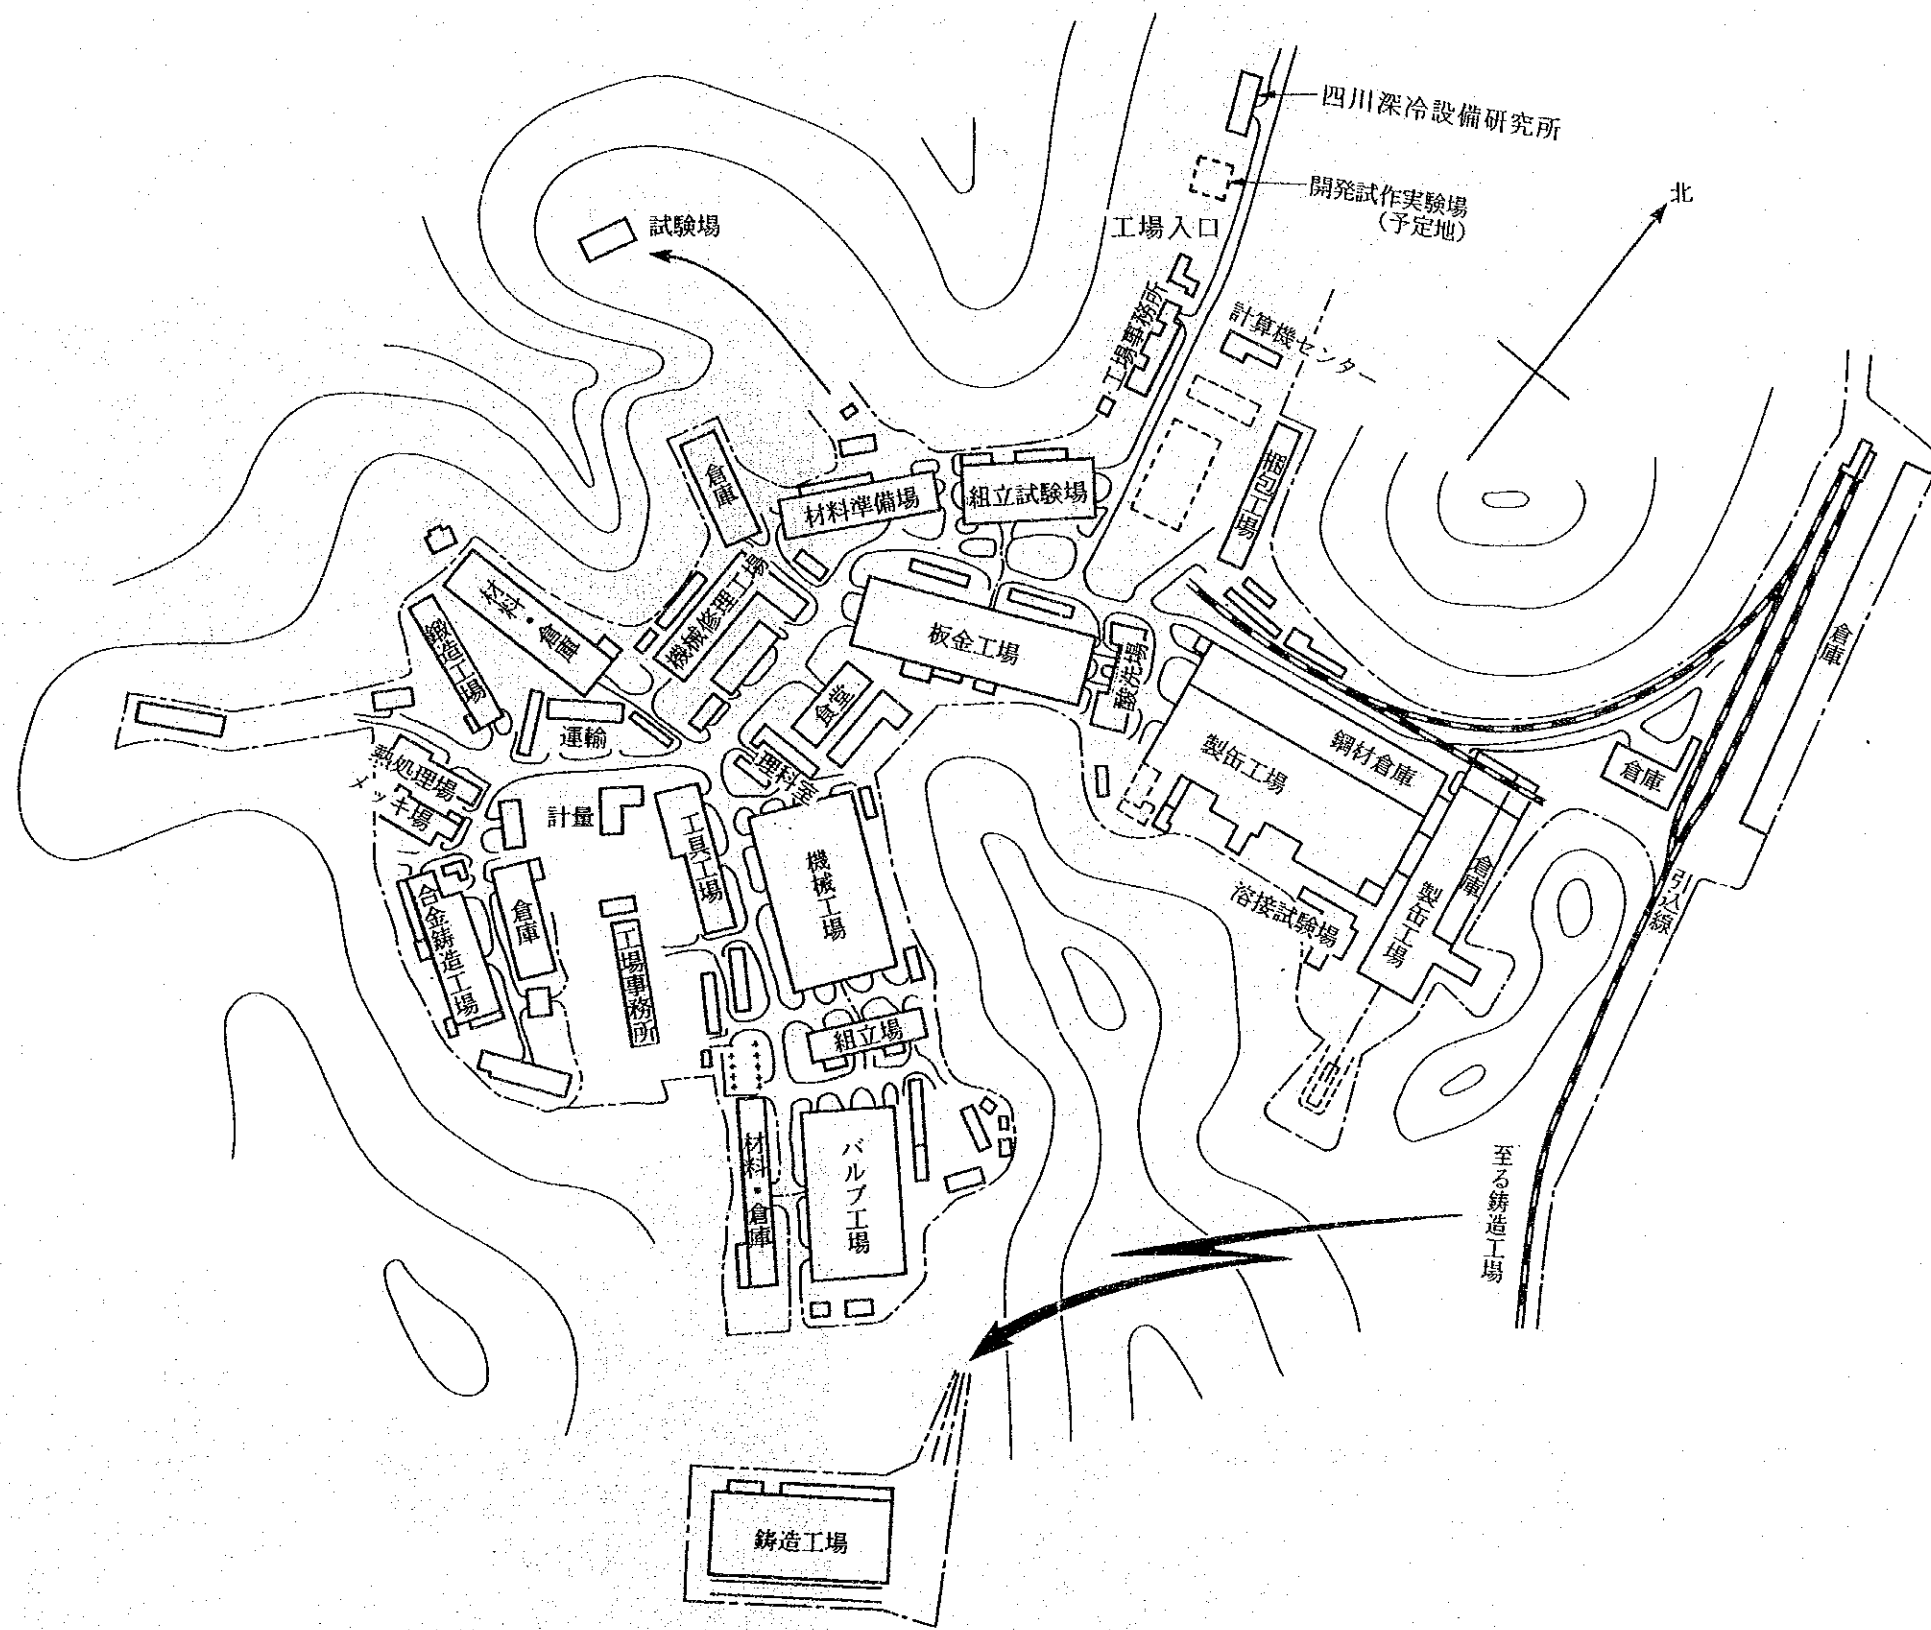 四川深冷設備研究所
開発試作実験場
(予定地)
北
工場入口
試験場
工場事務所
計算機センター
梱包工場
倉庫
材料準備場
組立試験場
材料・倉庫
機械修理工場
鍛造工場
板金工場
酸洗場
倉庫
食堂
運輸
理科室
製缶工場
鋼材倉庫
倉庫
熱処理場
メッキ場
計量
工具工場
機械工場
倉庫
製缶工場
溶接試験場
引込線
合金鋳造工場
倉庫
工場事務所
組立場
材料・倉庫
バルブ工場
至る鋳造工場
鋳造工場